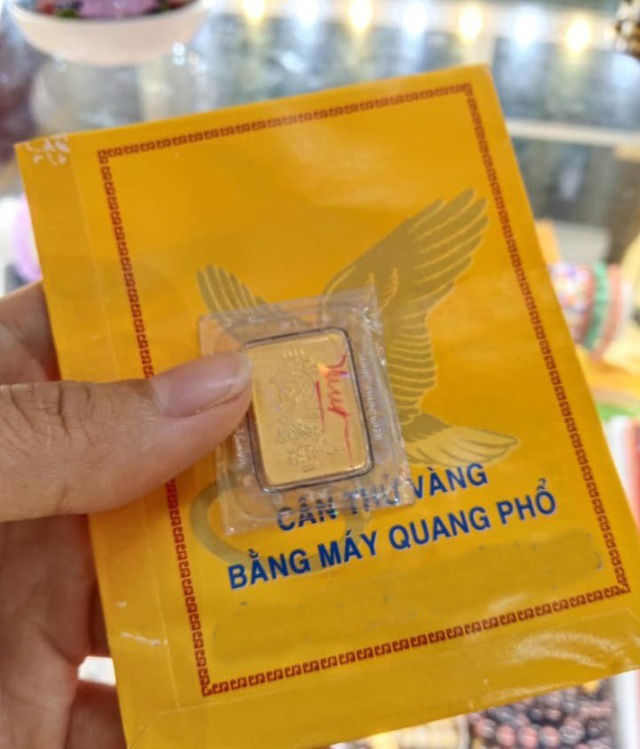 CÂN THỬ VÀNG
BẰNG MÁY QUANG PHỔ